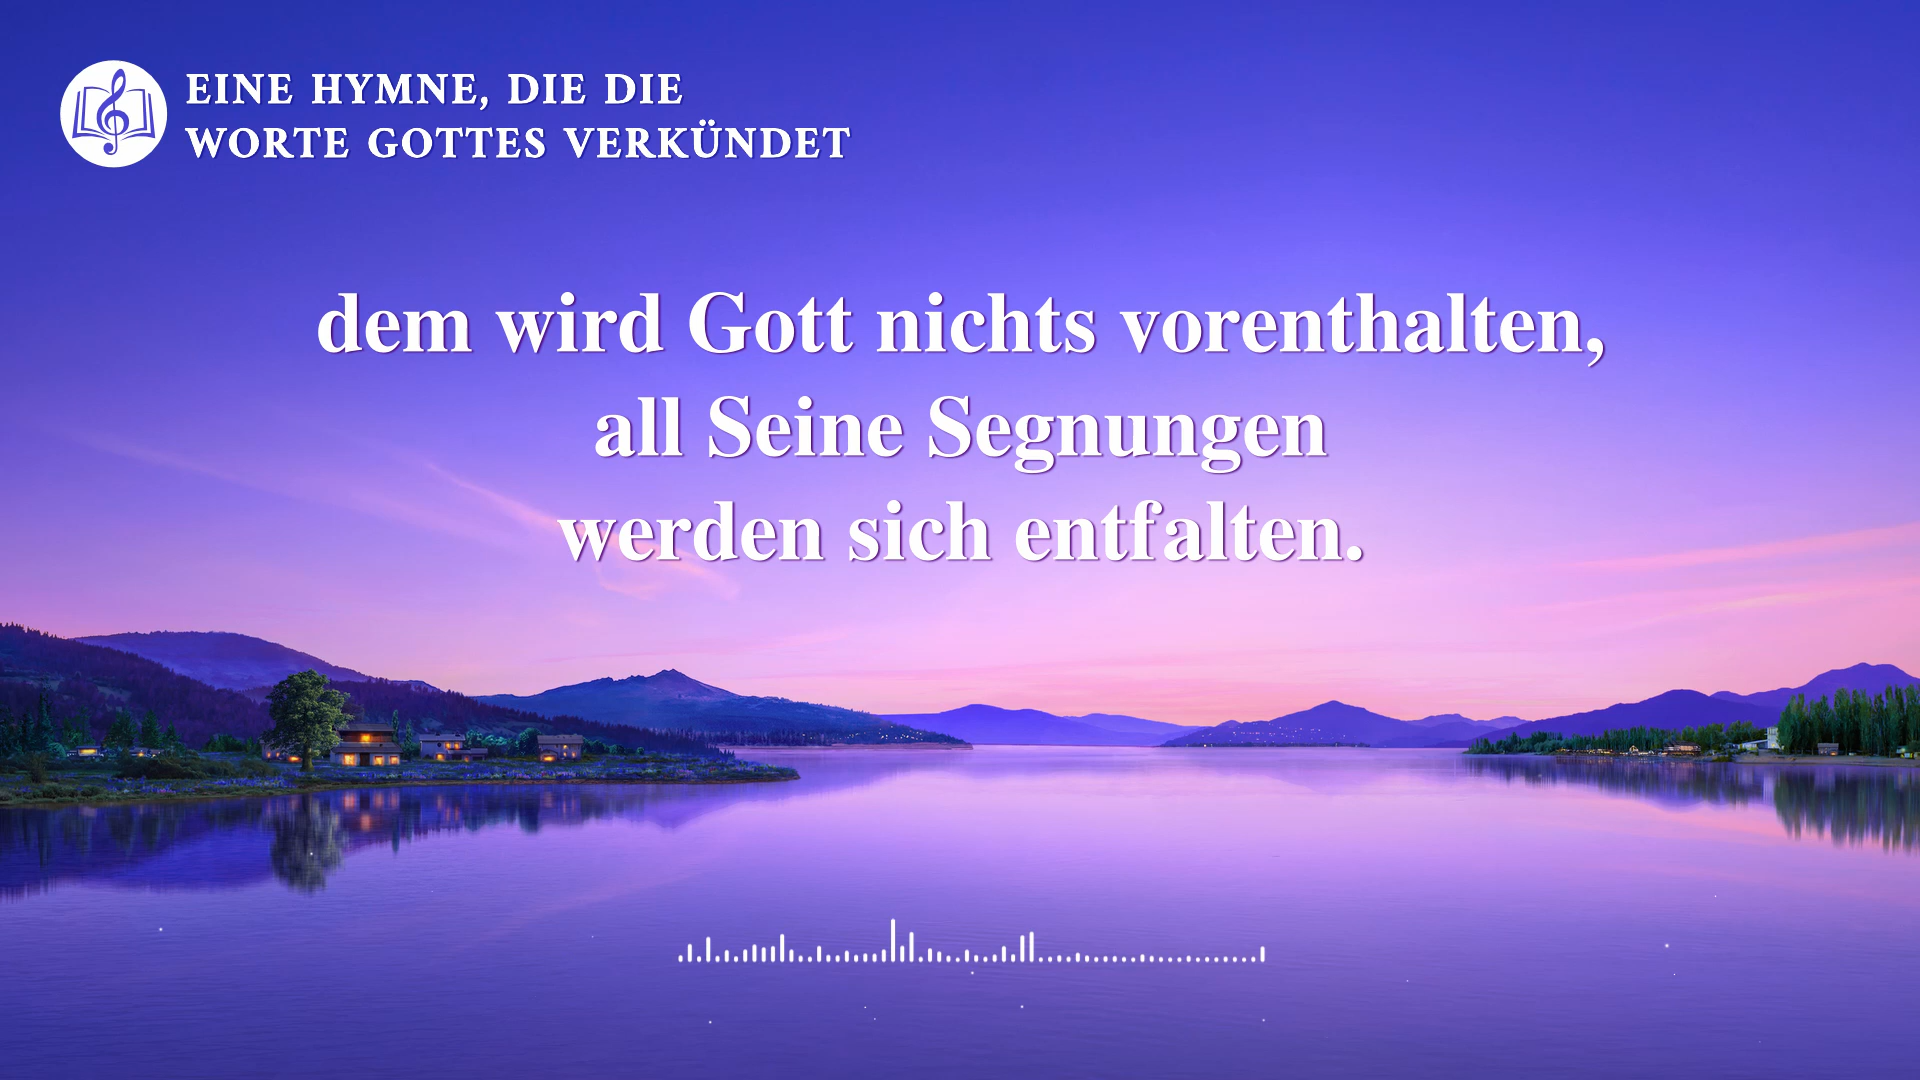 EINE HYMNE, DIE DIE
WORTE GOTTES VERKÜNDET
dem wird Gott nichts vorenthalten,
all Seine Segnungen
werden sich entfalten.